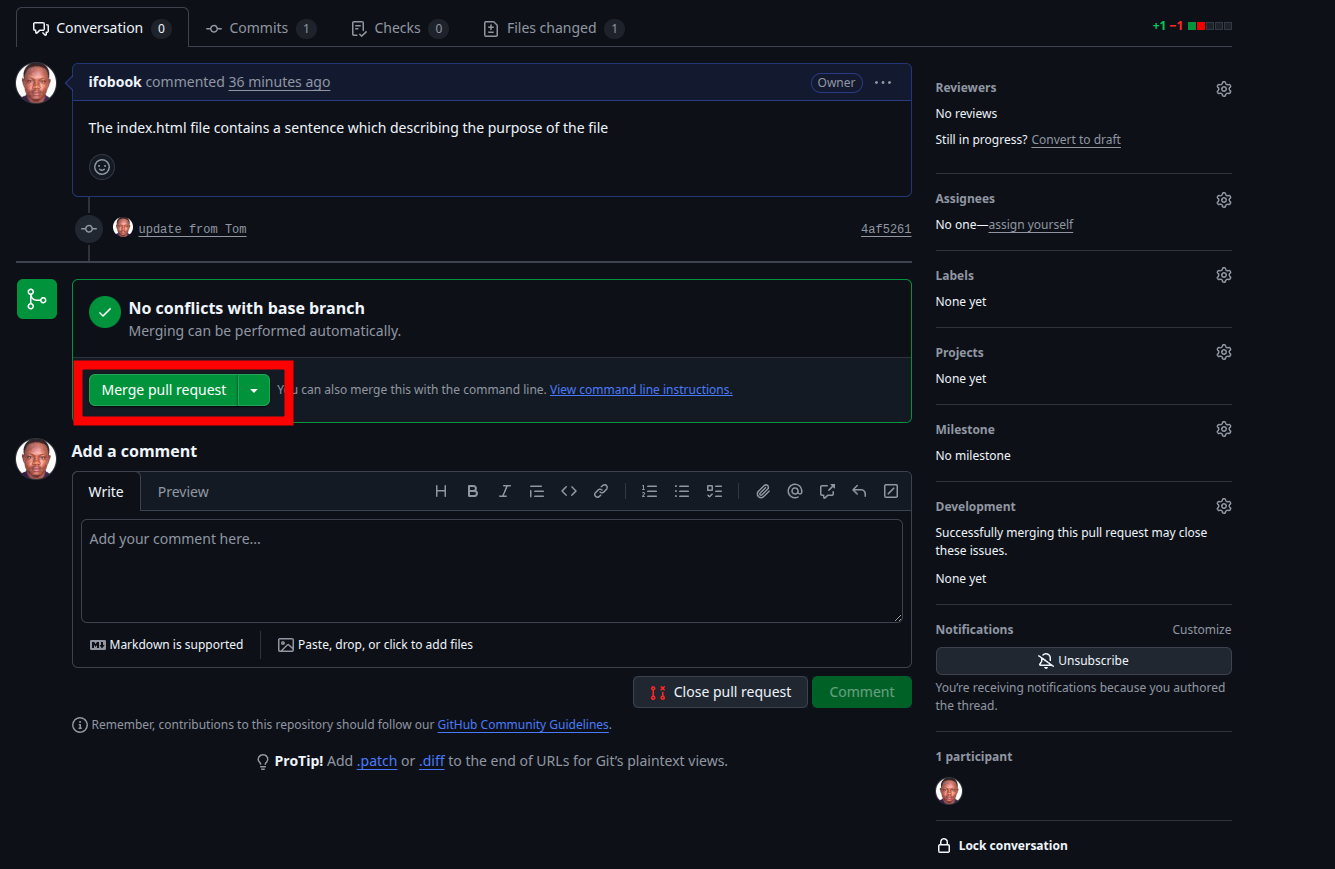 Conversation 0 Commits 1 Checks 0 Files changed 1 +1 −1
ifobook commented 36 minutes ago Owner
The index.html file contains a sentence which describing the purpose of the file
update from Tom 4af5261
No conflicts with base branch
Merging can be performed automatically.
Merge pull request
can also merge this with the command line. View command line instructions.
Add a comment
Write Preview
Add your comment here...
Markdown is supported
Paste, drop, or click to add files
Close pull request Comment
Remember, contributions to this repository should follow our GitHub Community Guidelines.
ProTip! Add .patch or .diff to the end of URLs for Git's plaintext views.
Reviewers
No reviews
Still in progress? Convert to draft
Assignees
No one—assign yourself
Labels
None yet
Projects
None yet
Milestone
No milestone
Development
Successfully merging this pull request may close
these issues.
None yet
Notifications Customize
Unsubscribe
You're receiving notifications because you authored
the thread.
1 participant
Lock conversation